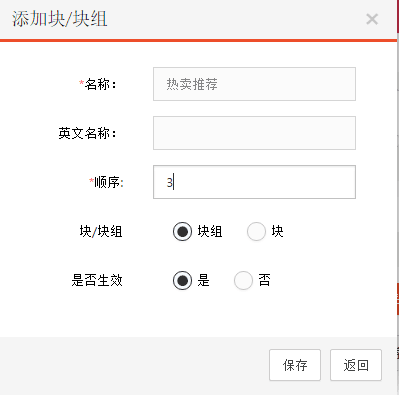 添加块/块组 ×
*名称： 热卖推荐
英文名称：
*顺序: 3
块/块组 块组 块
是否生效 是 否
保存 返回